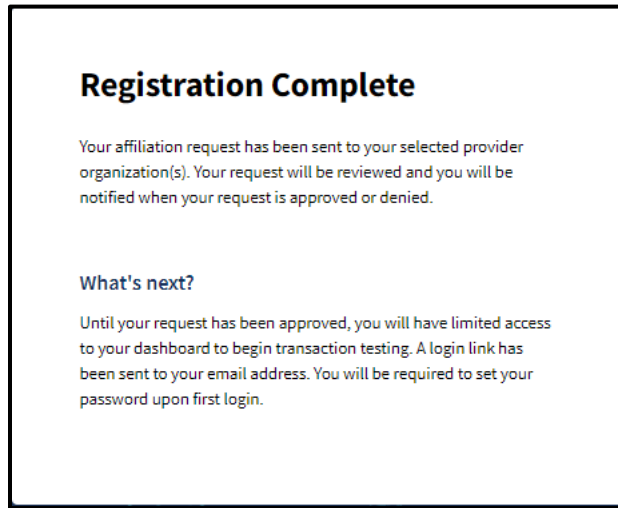 Registration Complete
Your affiliation request has been sent to your selected provider
organization(s). Your request will be reviewed and you will be
notified when your request is approved or denied.
What's next?
Until your request has been approved, you will have limited access
to your dashboard to begin transaction testing. A login link has
been sent to your email address. You will be required to set your
password upon first login.